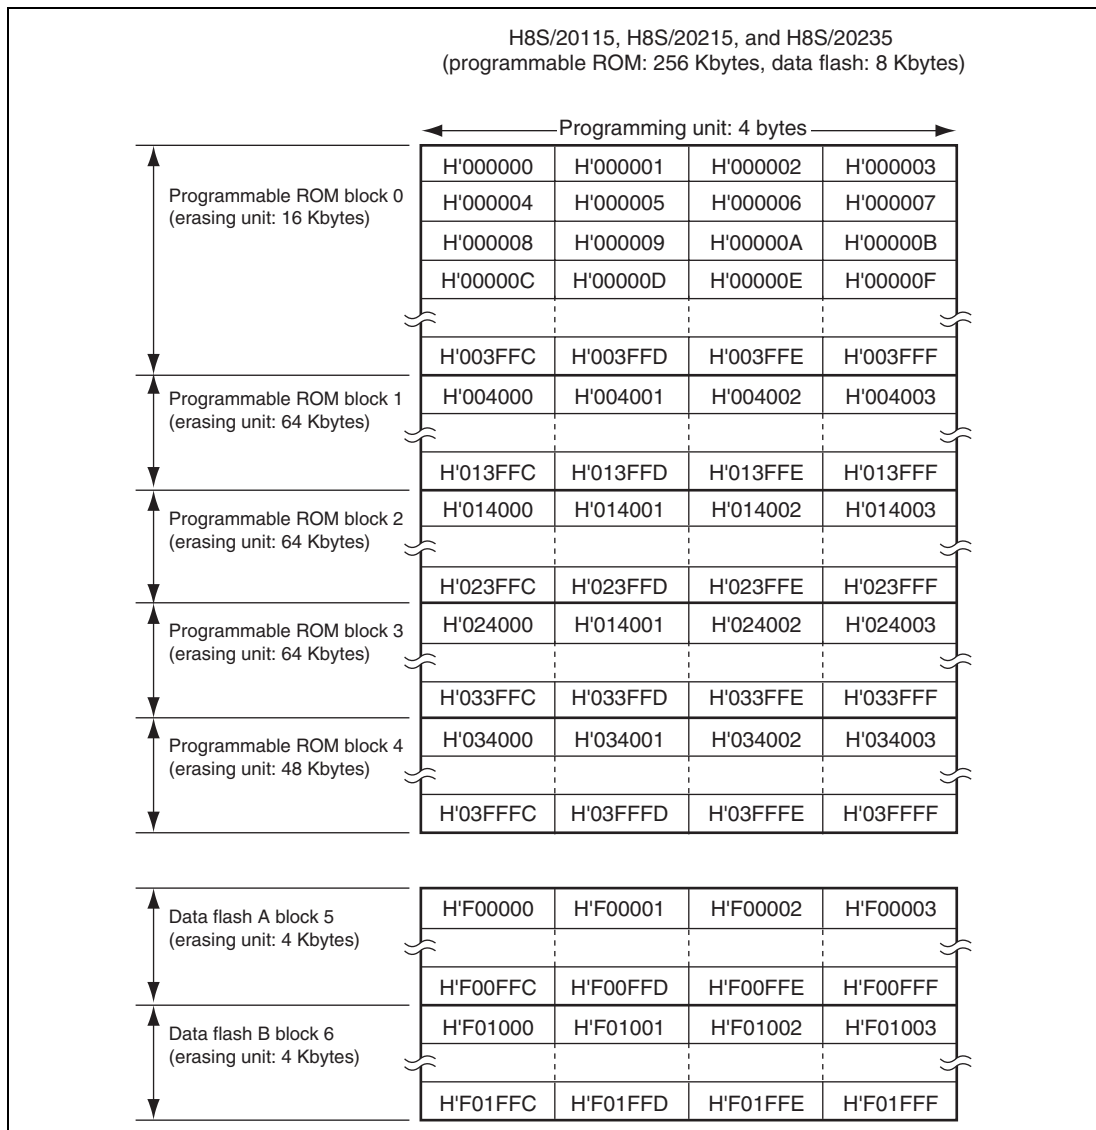 H8S/20115, H8S/20215, and H8S/20235
(programmable ROM: 256 Kbytes, data flash: 8 Kbytes)
Programming unit: 4 bytes
Programmable ROM block 0
(erasing unit: 16 Kbytes)
H'000000 H'000001 H'000002 H'000003
H'000004 H'000005 H'000006 H'000007
H'000008 H'000009 H'00000A H'00000B
H'00000C H'00000D H'00000E H'00000F
H'003FFC H'003FFD H'003FFE H'003FFF
Programmable ROM block 1
(erasing unit: 64 Kbytes)
H'004000 H'004001 H'004002 H'004003
H'013FFC H'013FFD H'013FFE H'013FFF
Programmable ROM block 2
(erasing unit: 64 Kbytes)
H'014000 H'014001 H'014002 H'014003
H'023FFC H'023FFD H'023FFE H'023FFF
Programmable ROM block 3
(erasing unit: 64 Kbytes)
H'024000 H'014001 H'024002 H'024003
H'033FFC H'033FFD H'033FFE H'033FFF
Programmable ROM block 4
(erasing unit: 48 Kbytes)
H'034000 H'034001 H'034002 H'034003
H'03FFFC H'03FFFD H'03FFFE H'03FFFF
Data flash A block 5
(erasing unit: 4 Kbytes)
H'F00000 H'F00001 H'F00002 H'F00003
H'F00FFC H'F00FFD H'F00FFE H'F00FFF
Data flash B block 6
(erasing unit: 4 Kbytes)
H'F01000 H'F01001 H'F01002 H'F01003
H'F01FFC H'F01FFD H'F01FFE H'F01FFF